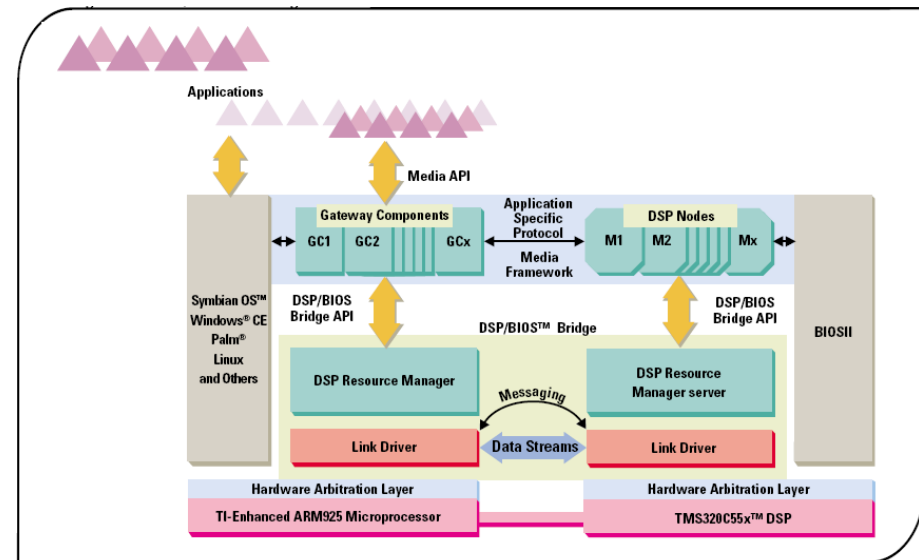 Applications
Media API
Gateway Components
GC1
GC2
GCx
Application
Specific
Protocol
Media
Framework
DSP Nodes
M1
M2
Mx
Symbian OS™
Windows® CE
Palm®
Linux
and Others
DSP/BIOS
Bridge API
DSP/BIOS™ Bridge
DSP/BIOS
Bridge API
BIOSII
DSP Resource Manager
DSP Resource
Manager server
Messaging
Link Driver
Data Streams
Link Driver
Hardware Arbitration Layer
Hardware Arbitration Layer
TI-Enhanced ARM925 Microprocessor
TMS320C55x™ DSP